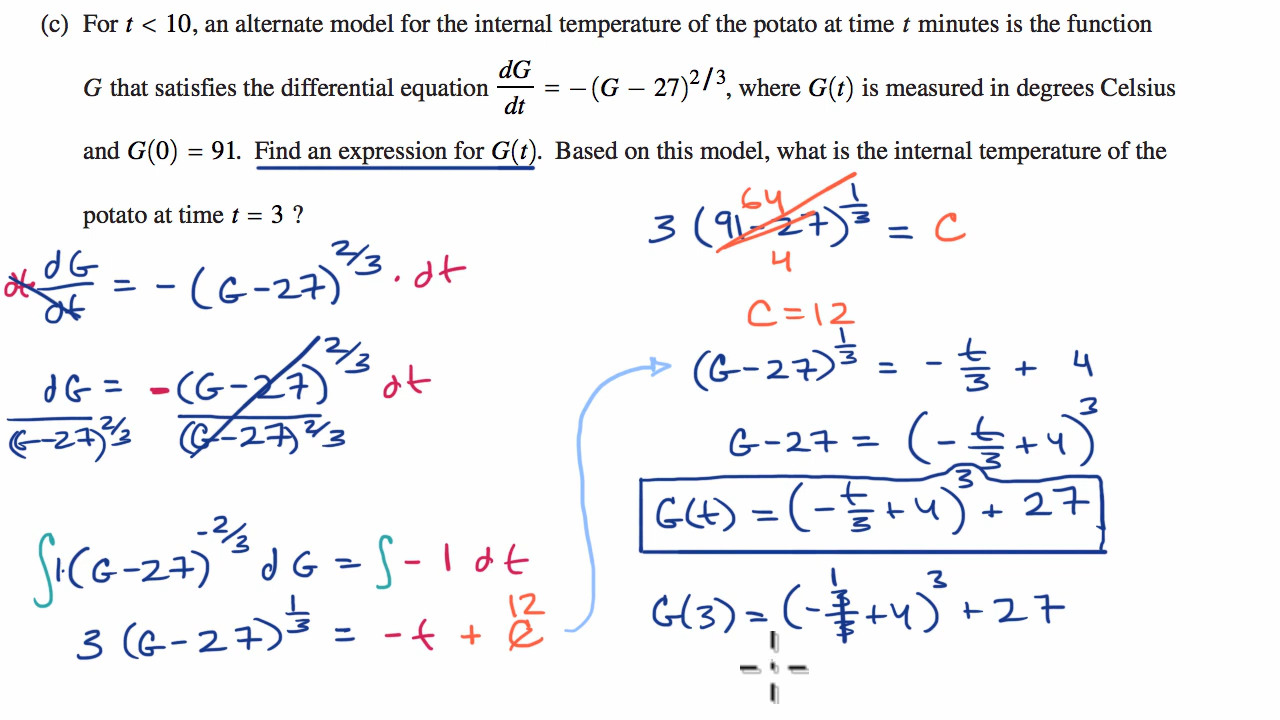 (c) For t < 10, an alternate model for the internal temperature of the potato at time t minutes is the function
G that satisfies the differential equation dG/dt = −(G − 27)^2/3, where G(t) is measured in degrees Celsius
and G(0) = 91. Find an expression for G(t). Based on this model, what is the internal temperature of the
potato at time t = 3 ?
dt · dG/dt = -(G-27)^2/3 · dt
dG/(G-27)^2/3 = -(G-27)^2/3/(G-27)^2/3 dt
∫1·(G-27)^-2/3 dG = ∫-1 dt
3(G-27)^1/3 = -t + C 12
3(91-27)^1/3 = C
64
4
C=12
(G-27)^1/3 = -t/3 + 4
G-27 = (-t/3+4)^3
G(t) = (-t/3+4)^3 + 27
G(3) = (-3/3+4)^3 + 27
1